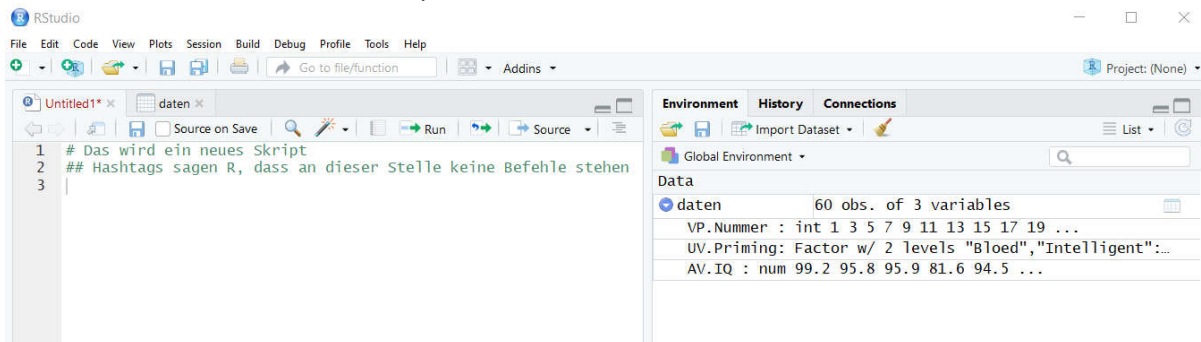 RStudio
File Edit Code View Plots Session Build Debug Profile Tools Help
Go to file/function Addins Project: (None)
Untitled1* daten
Source on Save Run Source
1 # Das wird ein neues Skript
2 ## Hashtags sagen R, dass an dieser Stelle keine Befehle stehen
3
Environment History Connections
Import Dataset List
Global Environment
Data
daten 60 obs. of 3 variables
VP.Nummer : int 1 3 5 7 9 11 13 15 17 19 ...
UV.Priming: Factor w/ 2 levels "Bloed","Intelligent":…
AV.IQ : num 99.2 95.8 95.9 81.6 94.5 ...